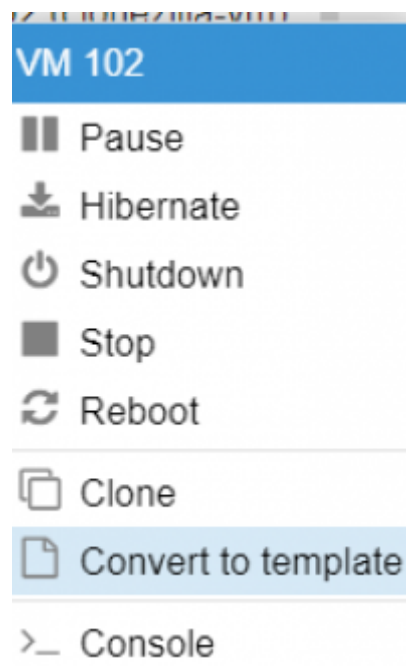 VM 102
Pause
Hibernate
Shutdown
Stop
Reboot
Clone
Convert to template
Console